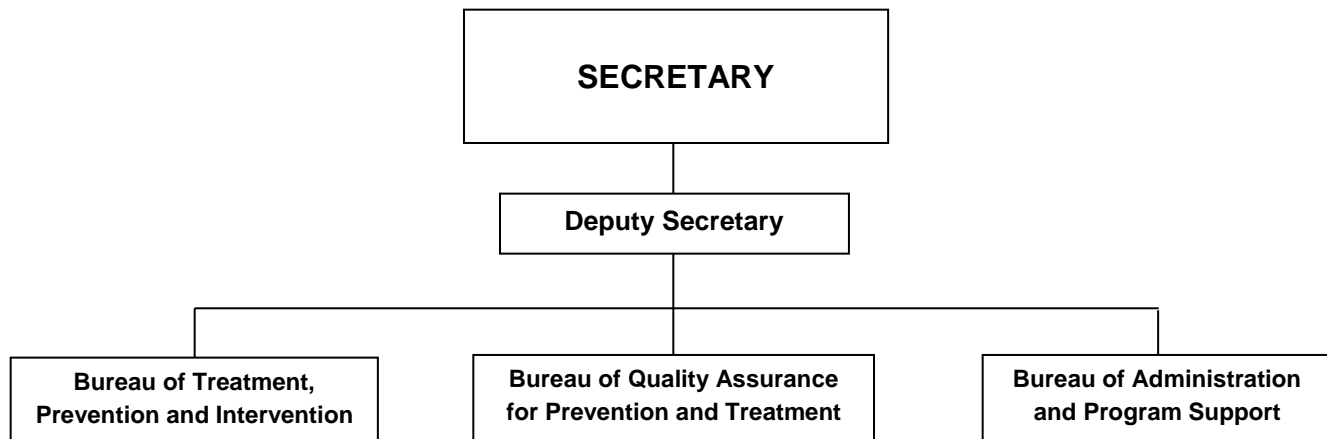 SECRETARY
Deputy Secretary
Bureau of Treatment,
Prevention and Intervention
Bureau of Quality Assurance
for Prevention and Treatment
Bureau of Administration
and Program Support